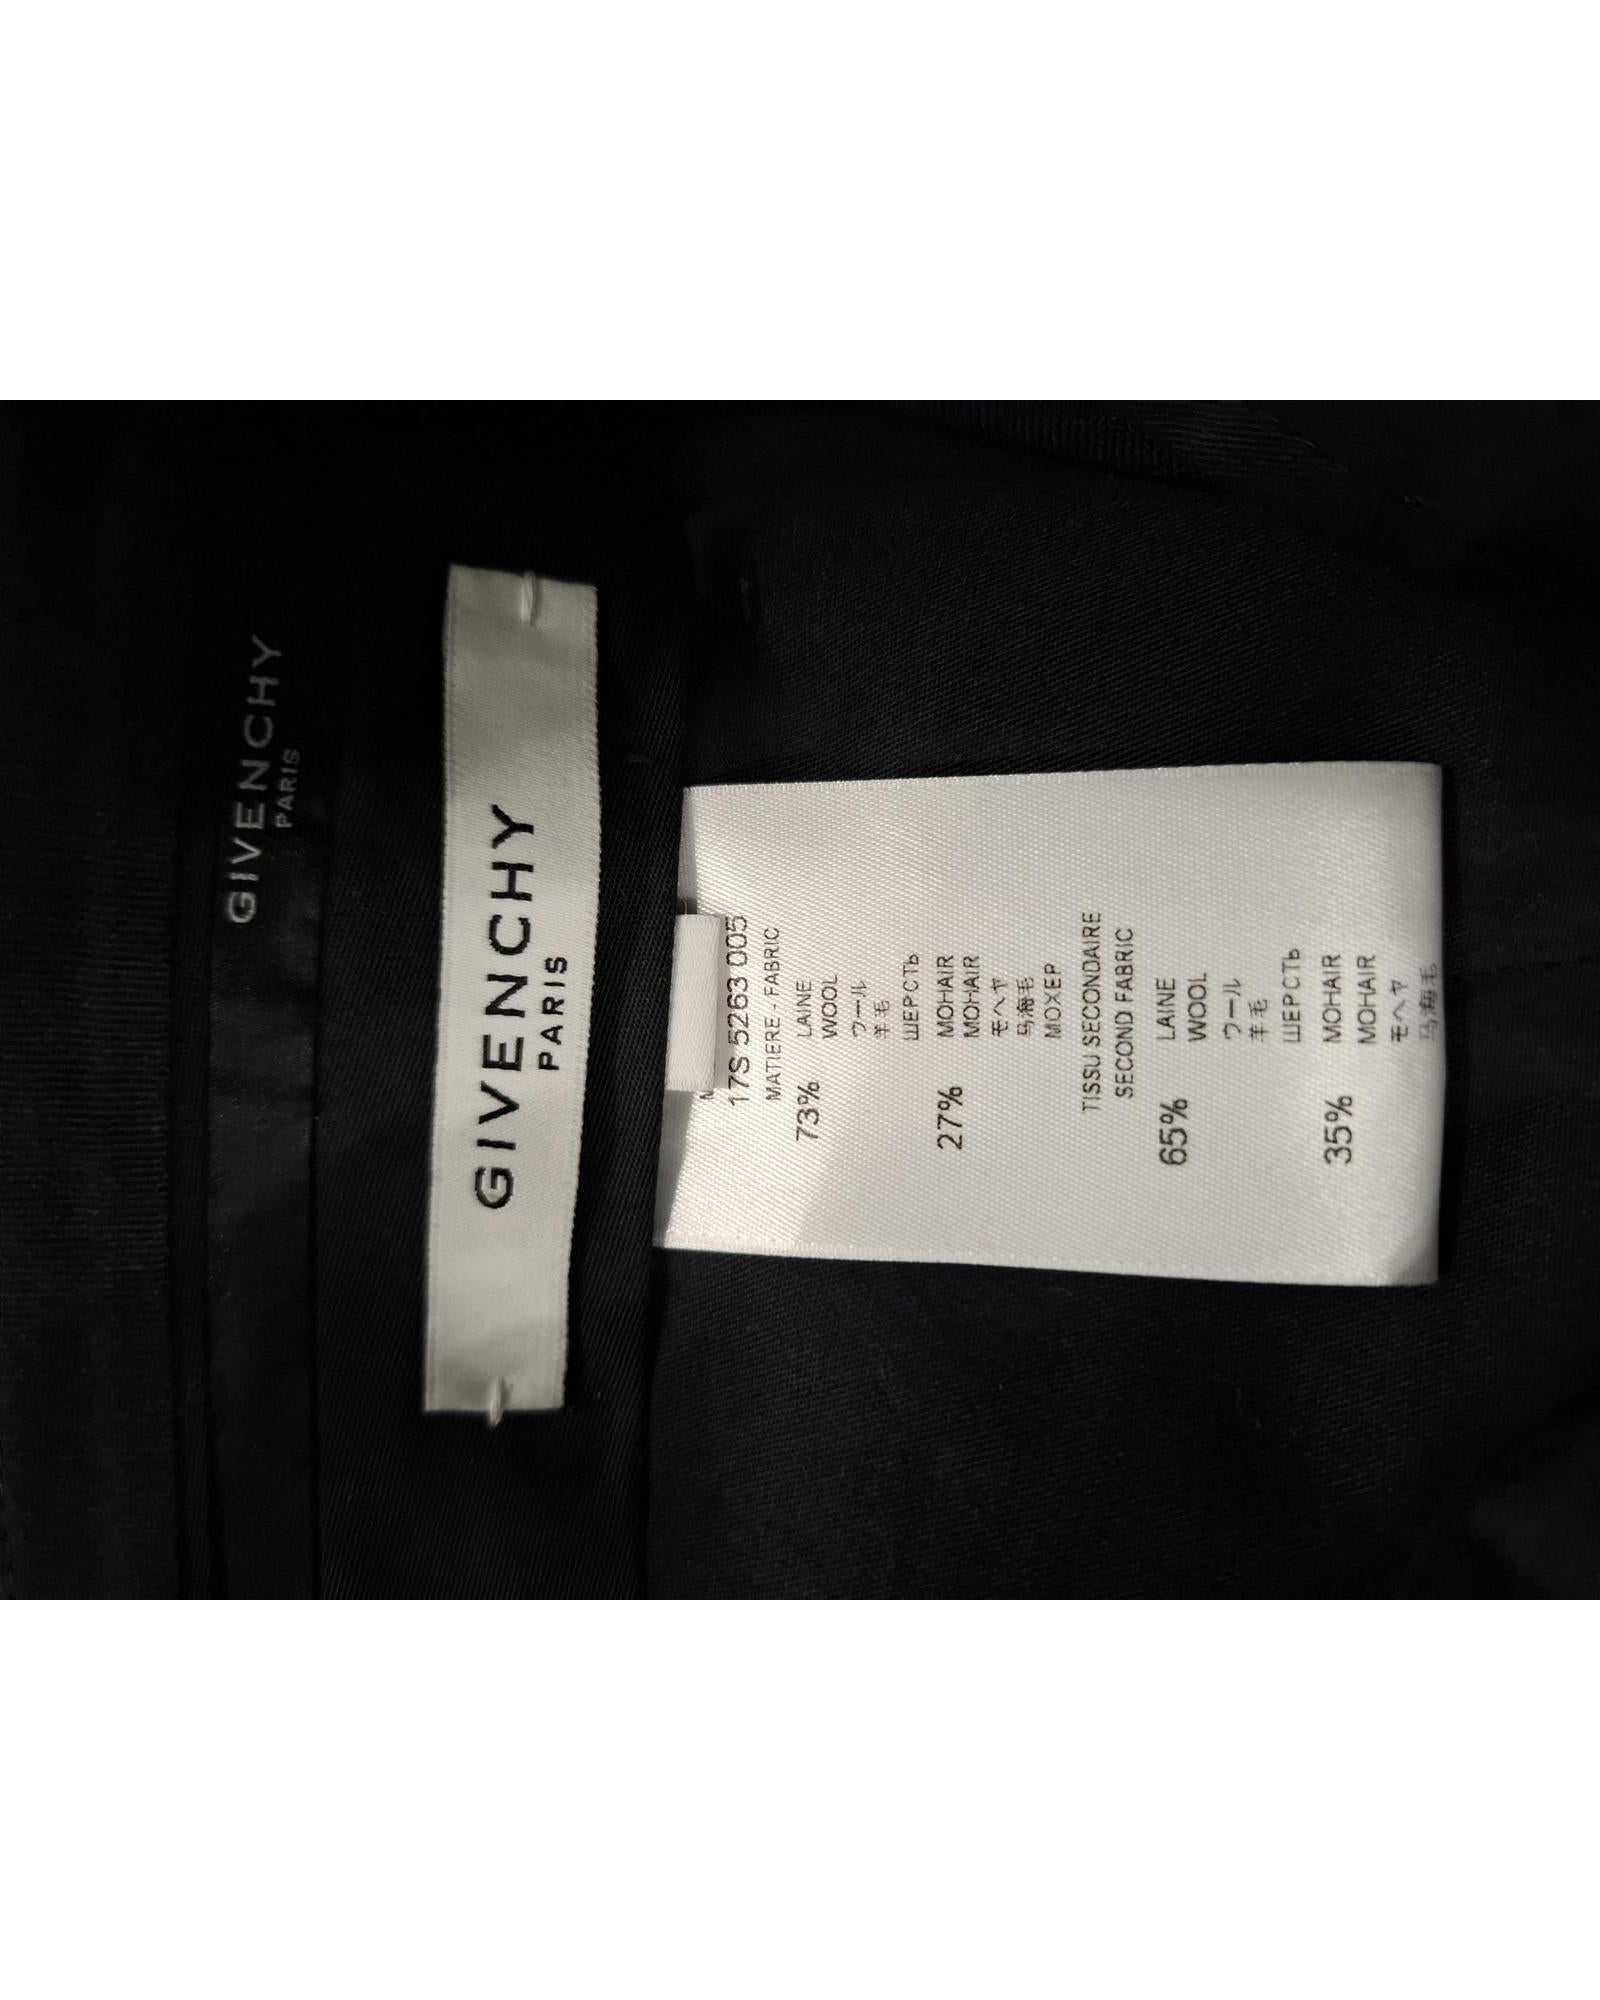 GIVENCHY
PARIS
GIVENCHY
PARIS
17S 5263 005
MATIERE - FABRIC
73% LAINE
WOOL
ウール
羊毛
ШЕРСТЬ
27% MOHAIR
MOHAIR
モヘヤ
马海毛
МОХЕР
TISSU SECONDAIRE
SECOND FABRIC
65% LAINE
WOOL
ウール
羊毛
ШЕРСТЬ
35% MOHAIR
MOHAIR
モヘヤ
马海毛